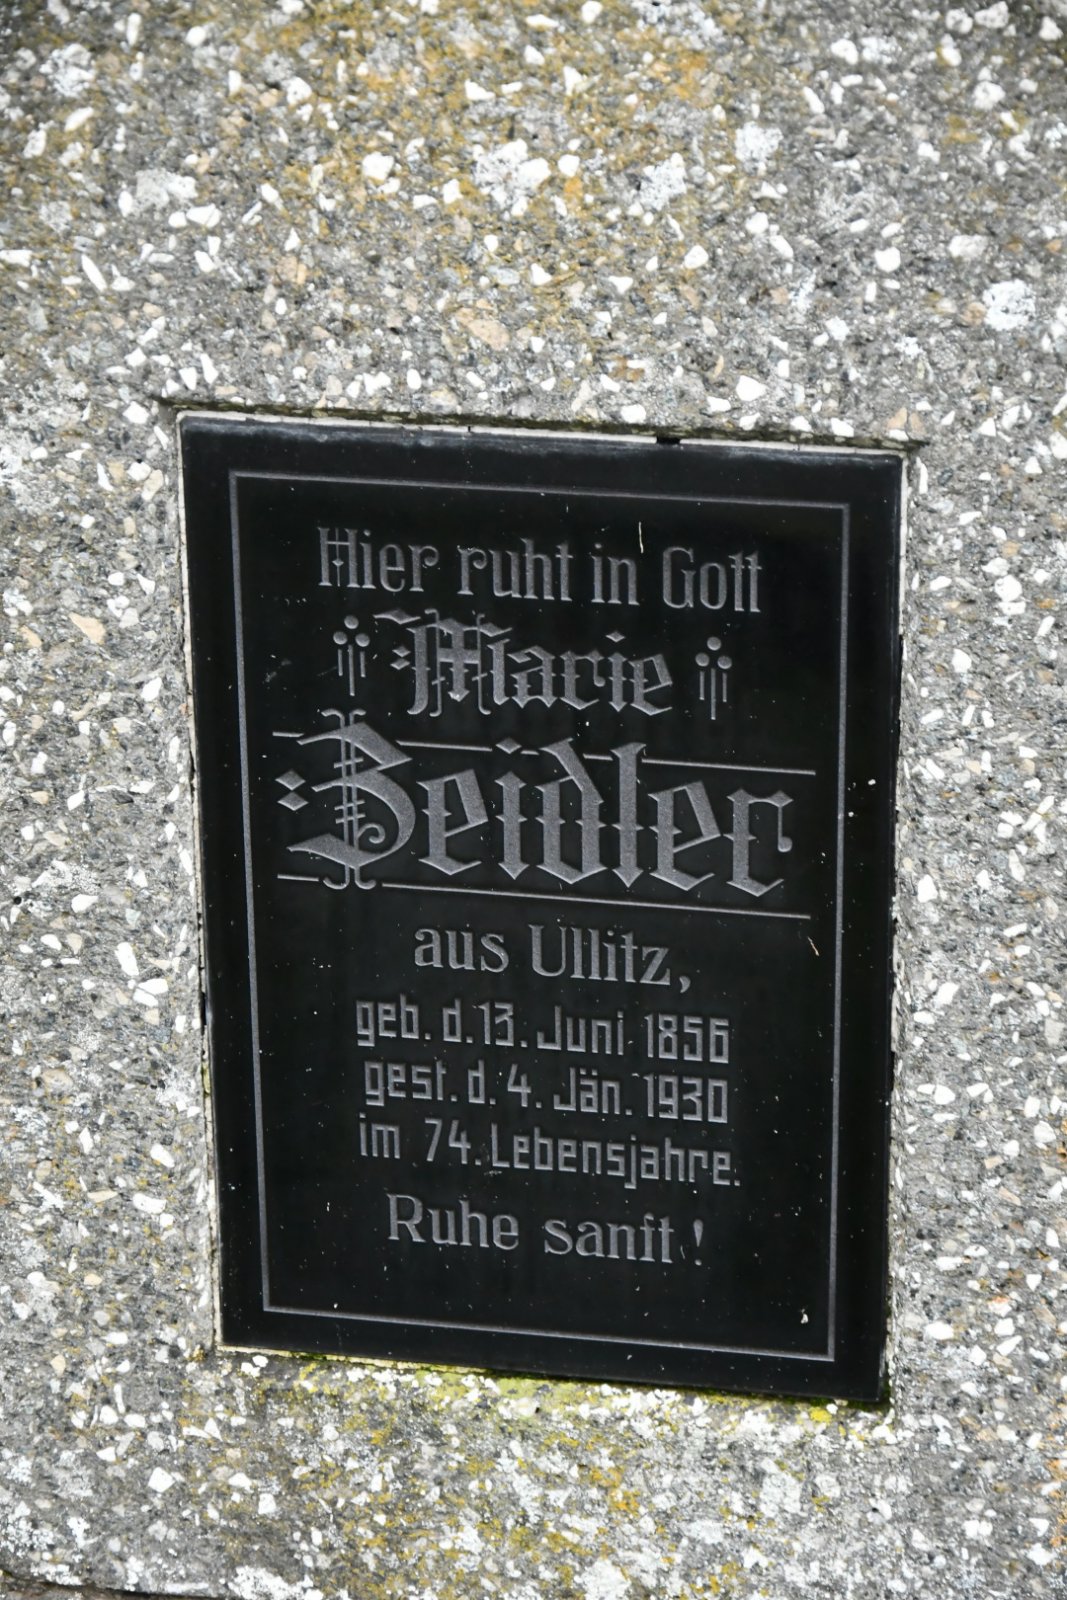 Hier ruht in Gott
Marie
Zeidler
aus Ullitz,
geb. d. 13. Juni 1856
gest. d. 4. Jän. 1930
im 74. Lebensjahre.
Ruhe sanft!